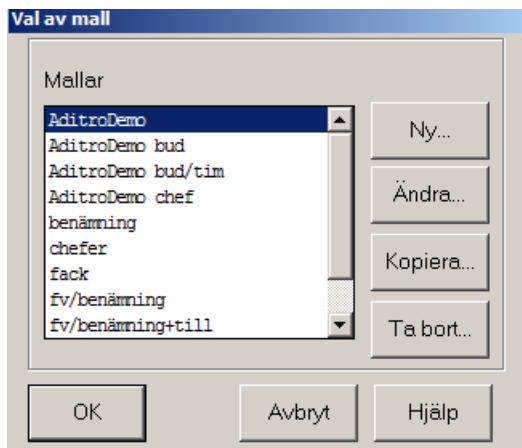 Val av mall
Mallar
AditroDemo
AditroDemo bud
AditroDemo bud/tim
AditroDemo chef
benämning
chefer
fack
fv/benämning
fv/benämning+till
Ny...
Ändra...
Kopiera...
Ta bort...
OK
Avbryt
Hjälp